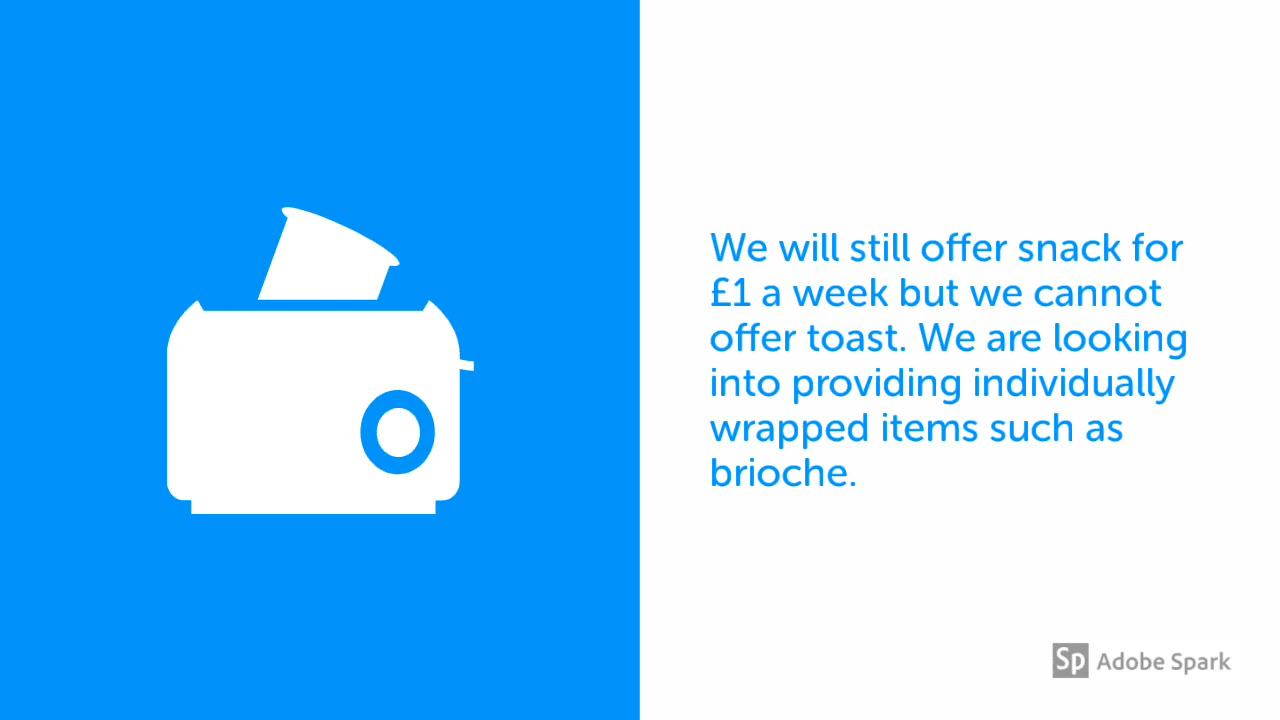 We will still offer snack for
£1 a week but we cannot
offer toast. We are looking
into providing individually
wrapped items such as
brioche.
Sp Adobe Spark